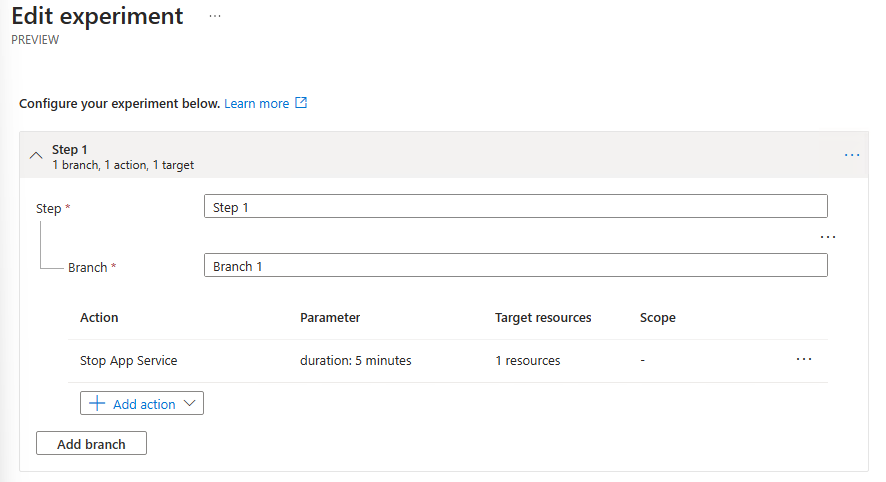 Edit experiment ...
PREVIEW
Configure your experiment below. Learn more
Step 1 ...
1 branch, 1 action, 1 target
Step * Step 1
...
Branch * Branch 1
Action Parameter Target resources Scope
Stop App Service duration: 5 minutes 1 resources - ...
+ Add action
Add branch